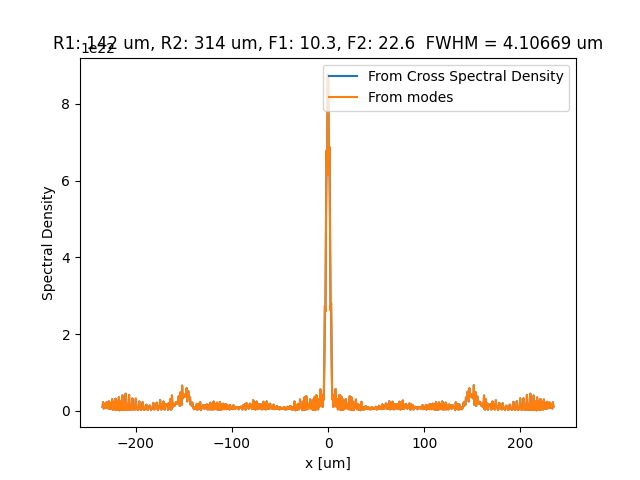 R1: 142 um, R2: 314 um, F1: 10.3, F2: 22.6 FWHM = 4.10669 um
1e22
From Cross Spectral Density
From modes
8
6
4
2
0
Spectral Density
−200 −100 0 100 200
x [um]